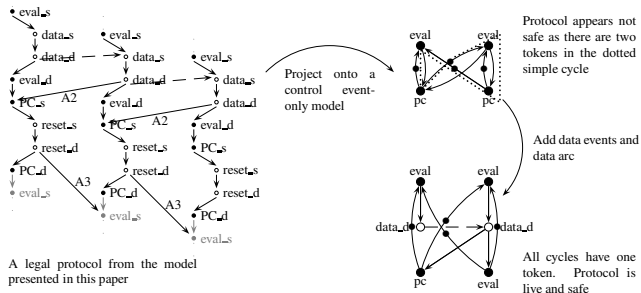 eval_s
data_s
data_d
eval_d
PC_s
reset_s
reset_d
PC_d
eval_s
eval_s
data_s
data_d
eval_d
PC_s
reset_s
reset_d
PC_d
eval_s
eval_s
data_s
data_d
eval_d
PC_s
reset_s
reset_d
PC_d
eval_s
A2
A2
A3
A3
A legal protocol from the model
presented in this paper
Project onto a
control event-
only model
eval
eval
pc
pc
Protocol appears not
safe as there are two
tokens in the dotted
simple cycle
Add data events and
data arc
eval
eval
data_d
data_d
pc
eval
All cycles have one
token. Protocol is
live and safe